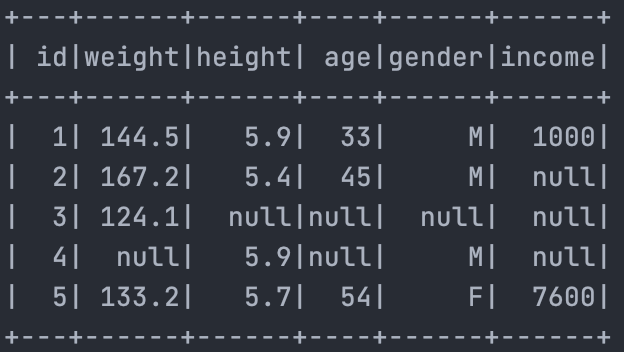 +---+------+------+----+------+------+
| id|weight|height| age|gender|income|
+---+------+------+----+------+------+
|  1| 144.5|   5.9|  33|     M|  1000|
|  2| 167.2|   5.4|  45|     M|  null|
|  3| 124.1|  null|null|  null|  null|
|  4|  null|   5.9|null|     M|  null|
|  5| 133.2|   5.7|  54|     F|  7600|
+---+------+------+----+------+------+